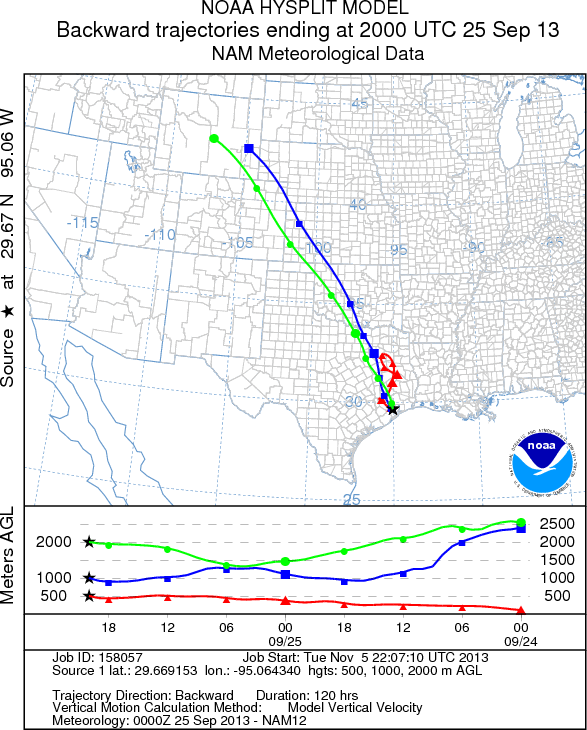 NOAA HYSPLIT MODEL
Backward trajectories ending at 2000 UTC 25 Sep 13
NAM Meteorological Data
Source ★ at 29.67 N 95.06 W
45
40
-115
-110
-105
-100
-95
-90
-85
35
30
25
noaa
Meters AGL
2000
1000
500
2500
2000
1500
1000
500
18 12 06 00 18 12 06 00
09/25 09/24
Job ID: 158057 Job Start: Tue Nov 5 22:07:10 UTC 2013
Source 1 lat.: 29.669153 lon.: -95.064340 hgts: 500, 1000, 2000 m AGL
Trajectory Direction: Backward Duration: 120 hrs
Vertical Motion Calculation Method: Model Vertical Velocity
Meteorology: 0000Z 25 Sep 2013 - NAM12